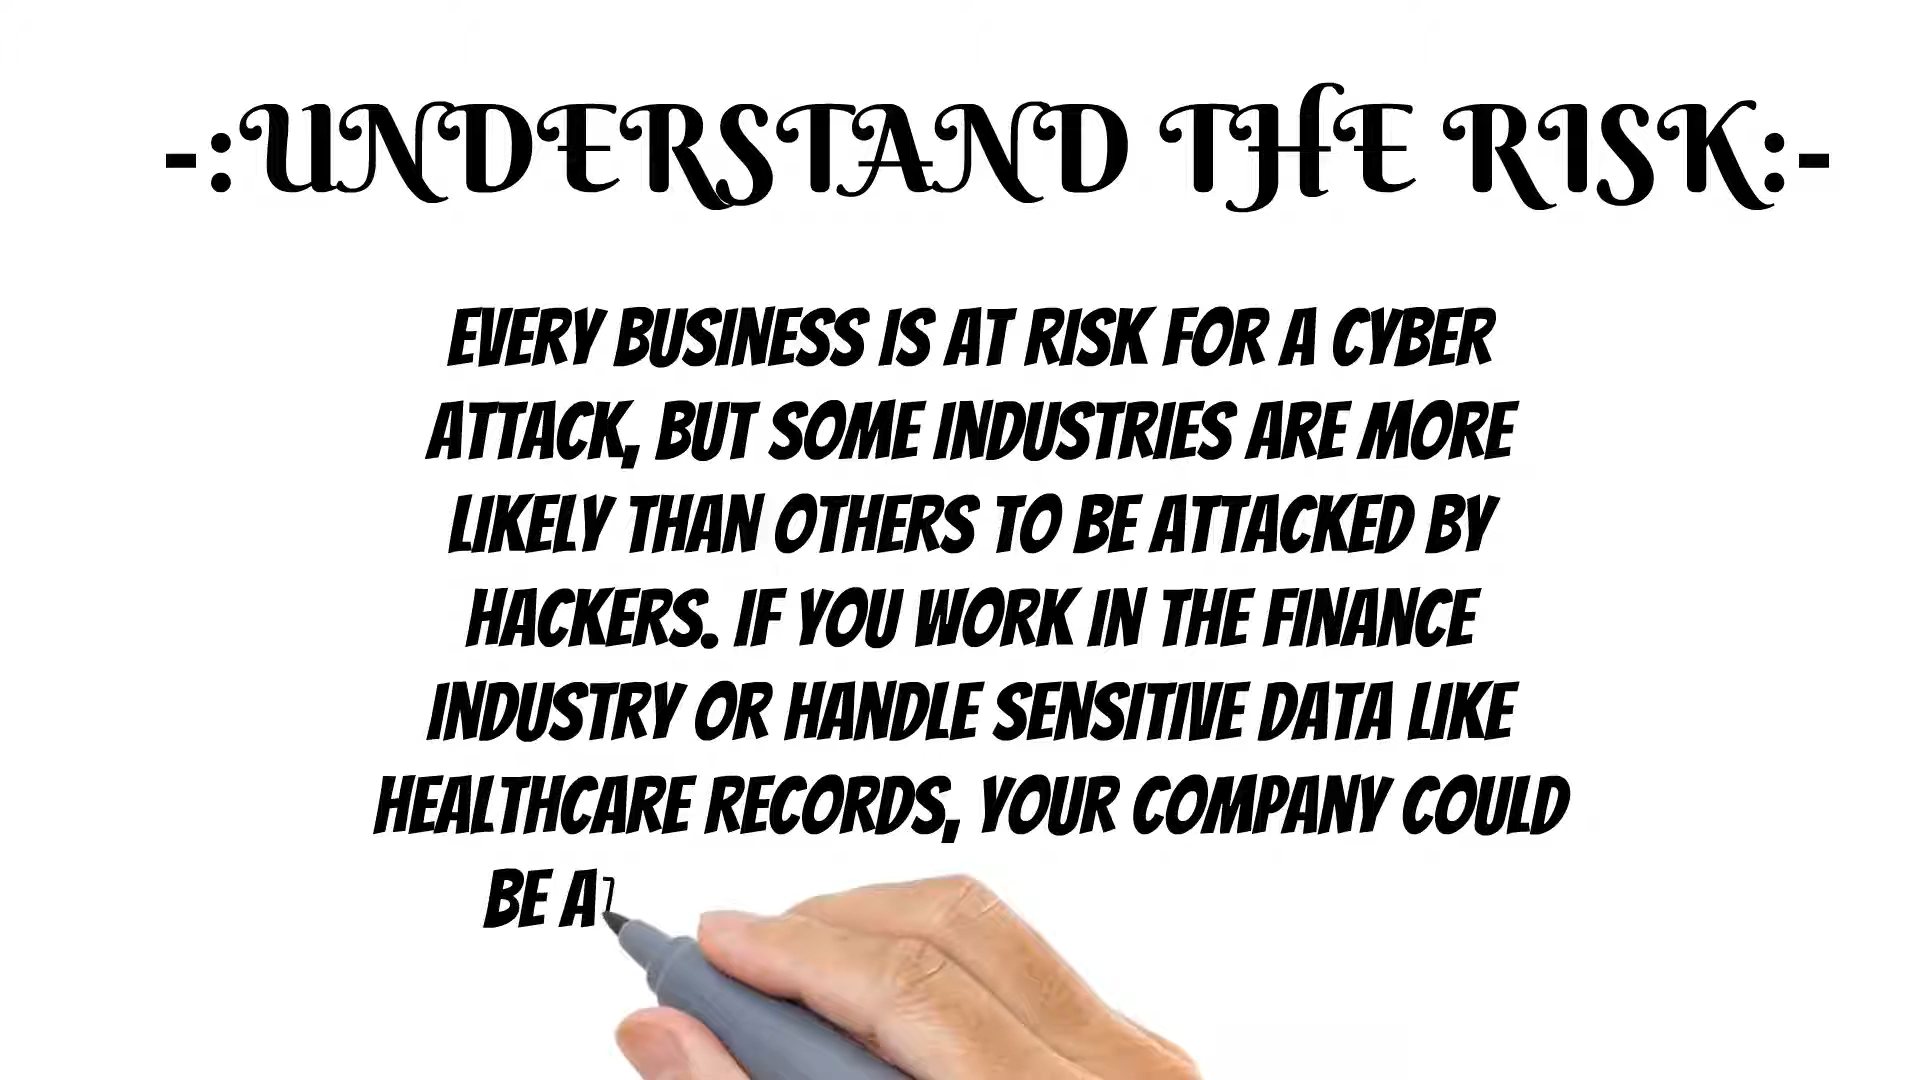 -:UNDERSTAND THE RISK:-
EVERY BUSINESS IS AT RISK FOR A CYBER
ATTACK, BUT SOME INDUSTRIES ARE MORE
LIKELY THAN OTHERS TO BE ATTACKED BY
HACKERS. IF YOU WORK IN THE FINANCE
INDUSTRY OR HANDLE SENSITIVE DATA LIKE
HEALTHCARE RECORDS, YOUR COMPANY COULD
BE A